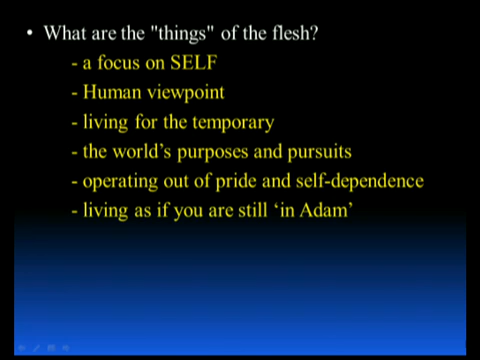 • What are the "things" of the flesh?
- a focus on SELF
- Human viewpoint
- living for the temporary
- the world’s purposes and pursuits
- operating out of pride and self-dependence
- living as if you are still ‘in Adam’